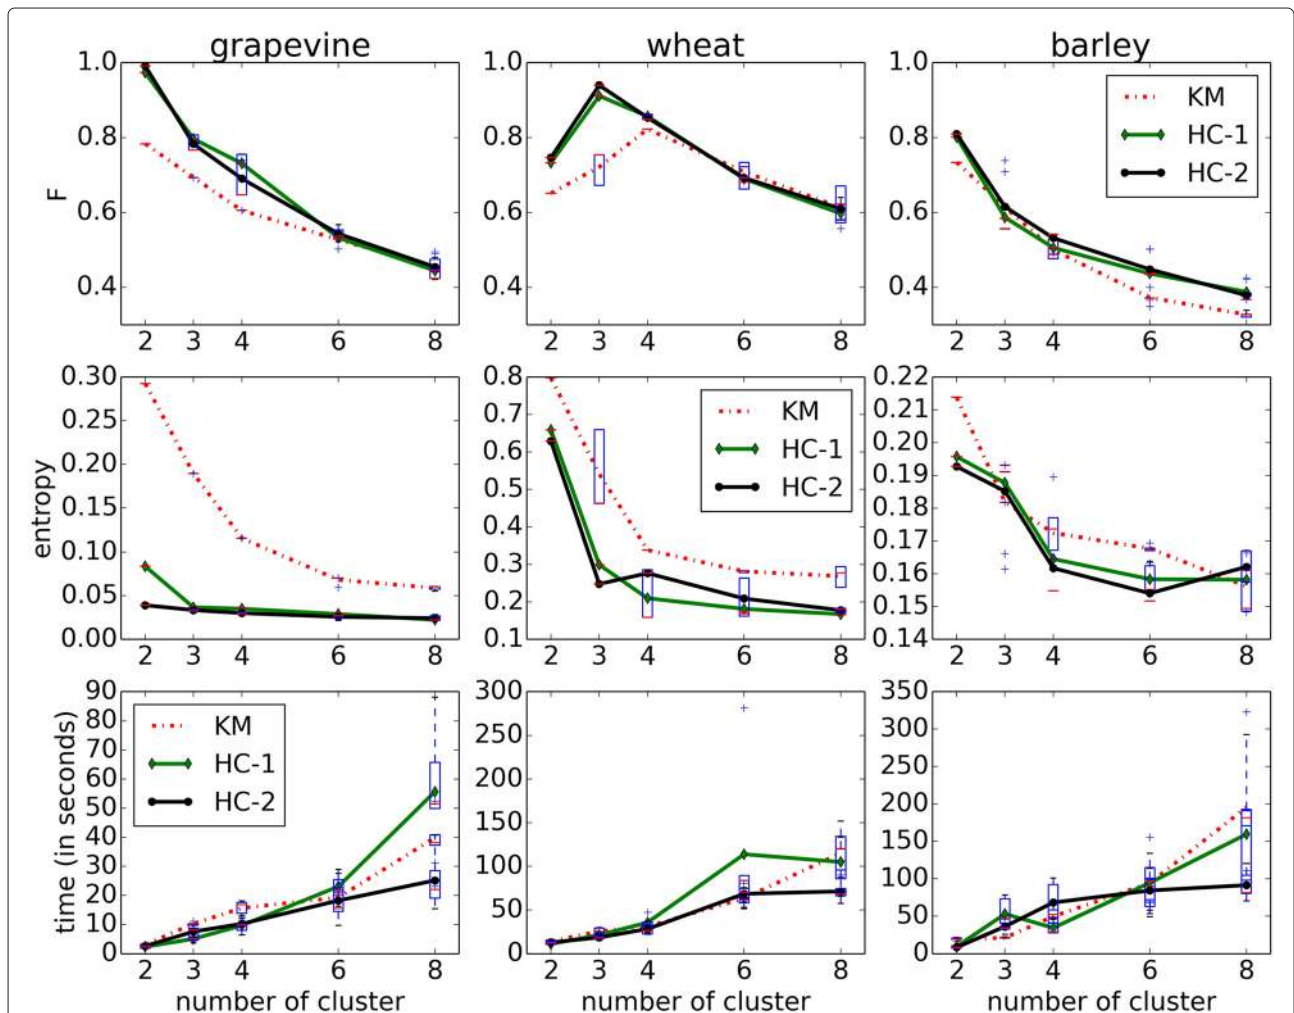 grapevine wheat barley
1.0 0.8 0.6 0.4
F
2 3 4 6 8
1.0 0.8 0.6 0.4
2 3 4 6 8
1.0 0.8 0.6 0.4
KM
HC-1
HC-2
2 3 4 6 8
0.30 0.25 0.20 0.15 0.10 0.05 0.00
entropy
2 3 4 6 8
0.8 0.7 0.6 0.5 0.4 0.3 0.2 0.1
KM
HC-1
HC-2
2 3 4 6 8
0.22 0.21 0.20 0.19 0.18 0.17 0.16 0.15 0.14
2 3 4 6 8
90 80 70 60 50 40 30 20 10 0
time (in seconds)
KM
HC-1
HC-2
2 3 4 6 8
number of cluster
300 250 200 150 100 50 0
2 3 4 6 8
number of cluster
350 300 250 200 150 100 50 0
2 3 4 6 8
number of cluster